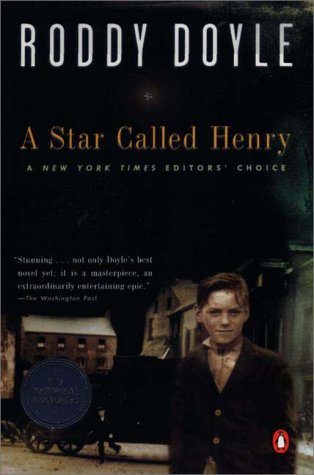 RODDY DOYLE
A Star Called Henry
A NEW YORK TIMES EDITORS' CHOICE
"Stunning . . . not only Doyle's best
novel yet; it is a masterpiece, an
extraordinarily entertaining epic."
—The Washington Post